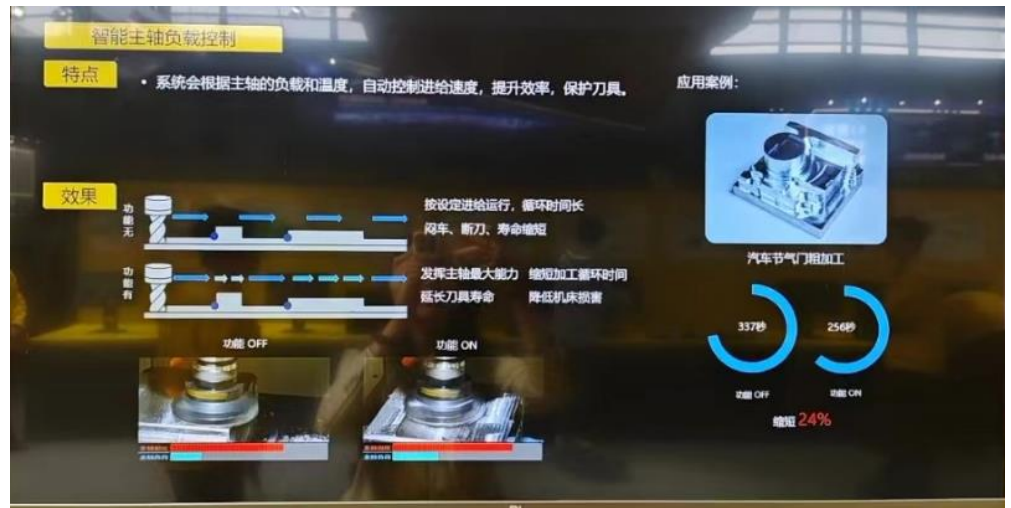 智能主轴负载控制
特点
• 系统会根据主轴的负载和温度，自动控制进给速度，提升效率，保护刀具。
应用案例：
效果
功能无
按设定进给运行，循环时间长
闷车、断刀、寿命缩短
汽车节气门粗加工
功能有
发挥主轴最大能力 缩短加工循环时间
延长刀具寿命 降低机床损害
337秒
256秒
功能 OFF
功能 ON
功能 OFF
功能 ON
缩短 24%